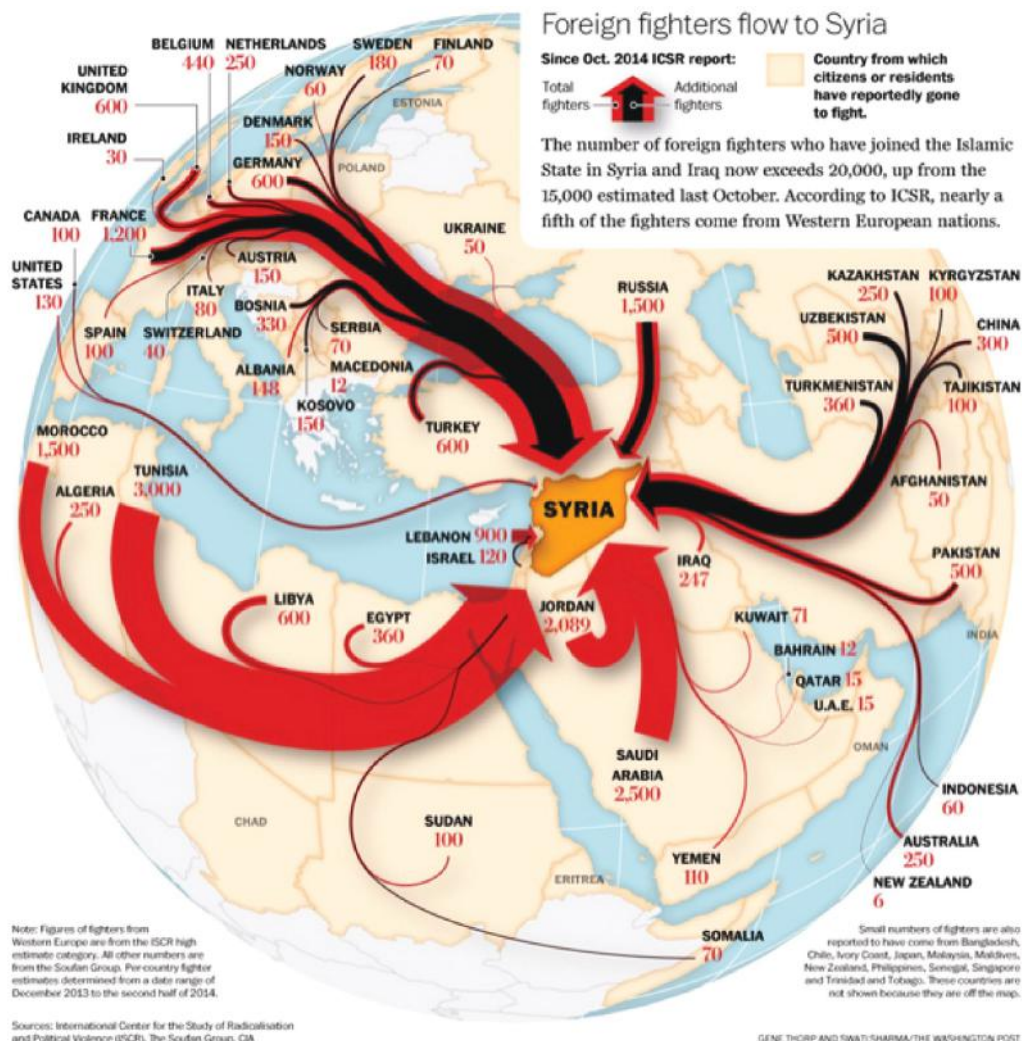 Foreign fighters flow to Syria
Since Oct. 2014 ICSR report:
Total
fighters
Additional
fighters
Country from which
citizens or residents
have reportedly gone
to fight.
The number of foreign fighters who have joined the Islamic
State in Syria and Iraq now exceeds 20,000, up from the
15,000 estimated last October. According to ICSR, nearly a
fifth of the fighters come from Western European nations.
BELGIUM
440
NETHERLANDS
250
SWEDEN
180
FINLAND
70
NORWAY
60
UNITED
KINGDOM
600
ESTONIA
DENMARK
150
IRELAND
30
GERMANY
600
POLAND
CANADA
100
FRANCE
1,200
UKRAINE
50
UNITED
STATES
130
AUSTRIA
150
ITALY
80
BOSNIA
330
RUSSIA
1,500
KAZAKHSTAN
250
KYRGYZSTAN
100
UZBEKISTAN
500
CHINA
300
SPAIN
100
SWITZERLAND
40
SERBIA
70
ALBANIA
148
MACEDONIA
12
KOSOVO
150
TURKMENISTAN
360
TAJIKISTAN
100
TURKEY
600
MOROCCO
1,500
TUNISIA
3,000
ALGERIA
250
AFGHANISTAN
50
SYRIA
LEBANON 900
ISRAEL 120
IRAQ
247
PAKISTAN
500
LIBYA
600
EGYPT
360
JORDAN
2,089
KUWAIT 71
INDIA
BAHRAIN 12
QATAR 15
U.A.E. 15
OMAN
SAUDI
ARABIA
2,500
INDONESIA
60
CHAD
SUDAN
100
AUSTRALIA
250
YEMEN
110
ERITREA
NEW ZEALAND
6
SOMALIA
70
Note: Figures of fighters from
Western Europe are from the ISCR high
estimate category. All other numbers are
from the Soufan Group. Per-country fighter
estimates determined from a date range of
December 2013 to the second half of 2014.
Small numbers of fighters are also
reported to have come from Bangladesh,
Chile, Ivory Coast, Japan, Malaysia, Maldives,
New Zealand, Philippines, Senegal, Singapore
and Trinidad and Tobago. These countries are
not shown because they are off the map.
Sources: International Center for the Study of Radicalisation
and Political Violence (ISCR), The Soufan Group, CIA
GENE THORP AND SWATI SHARMA/THE WASHINGTON POST